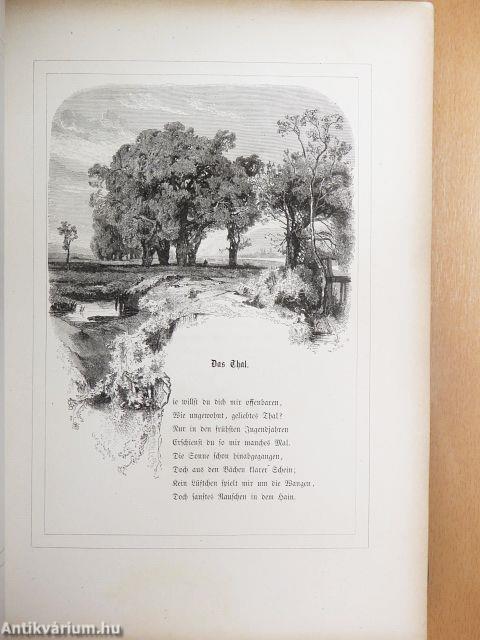 Das Thal.
ie willst du dich mir offenbaren,
Wie ungewohnt, geliebtes Thal?
Nur in den frühsten Jugendjahren
Erschienst du so mir manches Mal.
Die Sonne schon hinabgegangen,
Doch aus den Bächen klarer Schein;
Kein Lüftchen spielt mir um die Wangen,
Doch sanftes Rauschen in dem Hain.
Antikvárium.hu